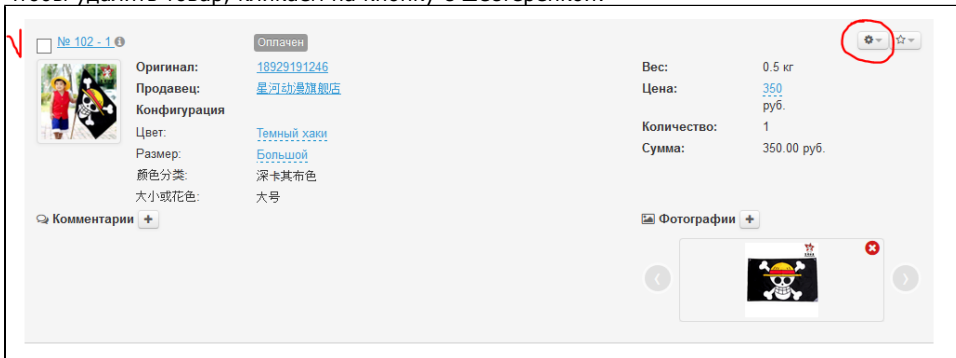 Чтобы удалить товар, кликаем на кнопку с шестеренкой.
№ 102 - 1
Оплачен
Оригинал: 18929191246
Продавец: 星河动漫旗舰店
Конфигурация
Цвет: Темный хаки
Размер: Большой
颜色分类: 深卡其布色
大小或花色: 大号
Вес: 0.5 кг
Цена: 350
руб.
Количество: 1
Сумма: 350.00 руб.
Комментарии +
Фотографии +